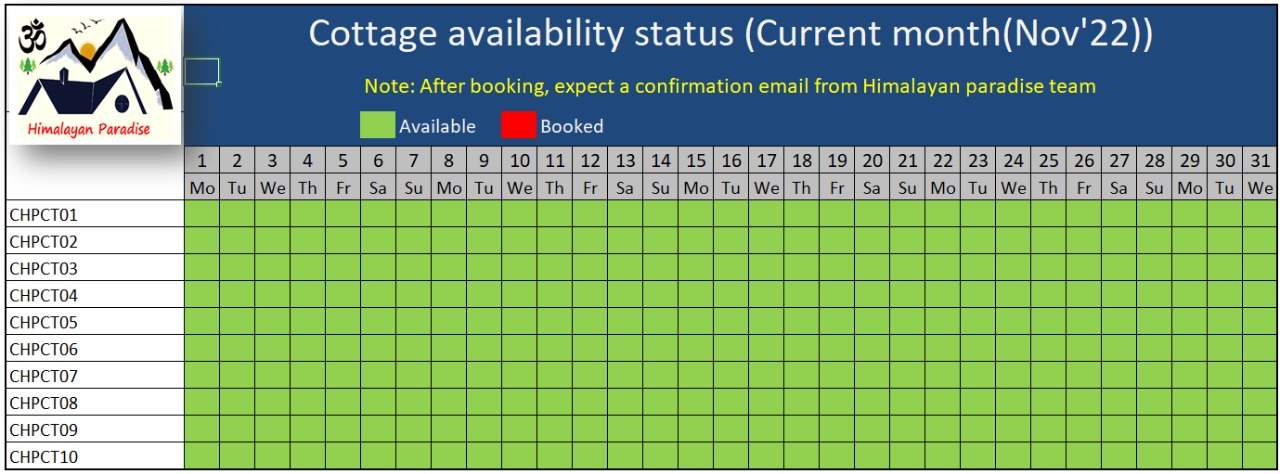 ॐ
Himalayan Paradise
Cottage availability status (Current month(Nov'22))
Note: After booking, expect a confirmation email from Himalayan paradise team
Available Booked
1 2 3 4 5 6 7 8 9 10 11 12 13 14 15 16 17 18 19 20 21 22 23 24 25 26 27 28 29 30 31
Mo Tu We Th Fr Sa Su Mo Tu We Th Fr Sa Su Mo Tu We Th Fr Sa Su Mo Tu We Th Fr Sa Su Mo Tu We
CHPCT01
CHPCT02
CHPCT03
CHPCT04
CHPCT05
CHPCT06
CHPCT07
CHPCT08
CHPCT09
CHPCT10